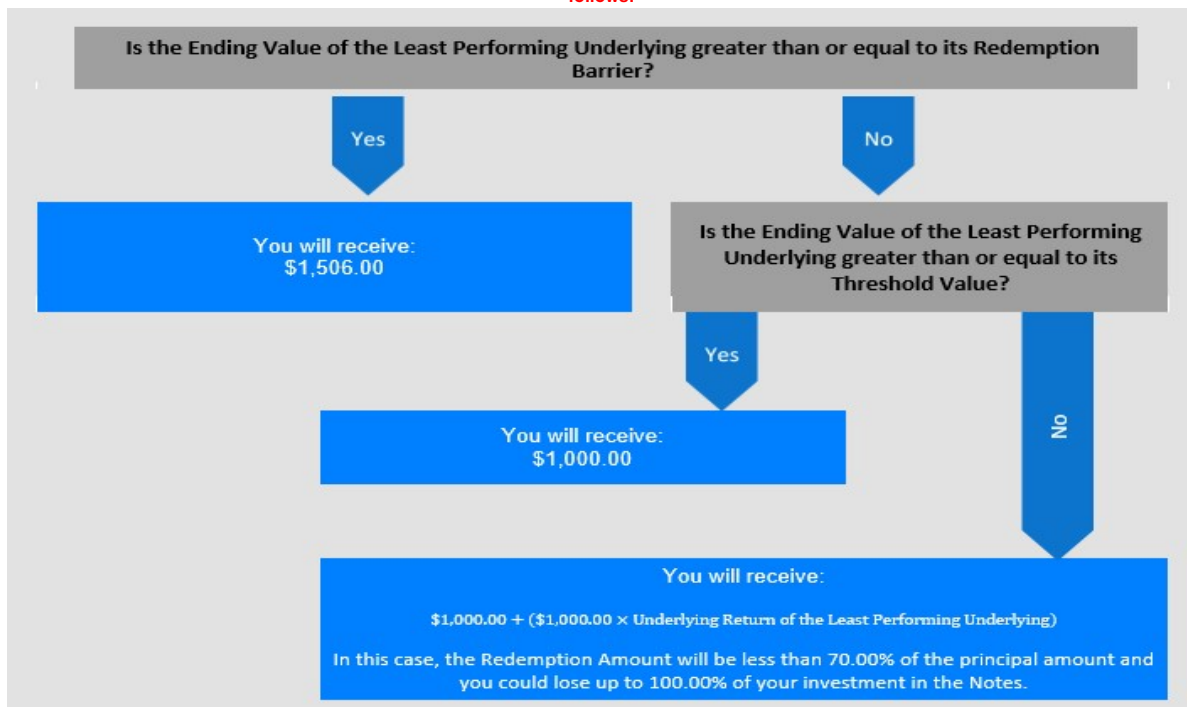 Is the Ending Value of the Least Performing Underlying greater than or equal to its Redemption
Barrier?
Yes
No
You will receive:
$1,506.00
Is the Ending Value of the Least Performing
Underlying greater than or equal to its
Threshold Value?
Yes
No
You will receive:
$1,000.00
You will receive:
$1,000.00 + ($1,000.00 × Underlying Return of the Least Performing Underlying)
In this case, the Redemption Amount will be less than 70.00% of the principal amount and
you could lose up to 100.00% of your investment in the Notes.